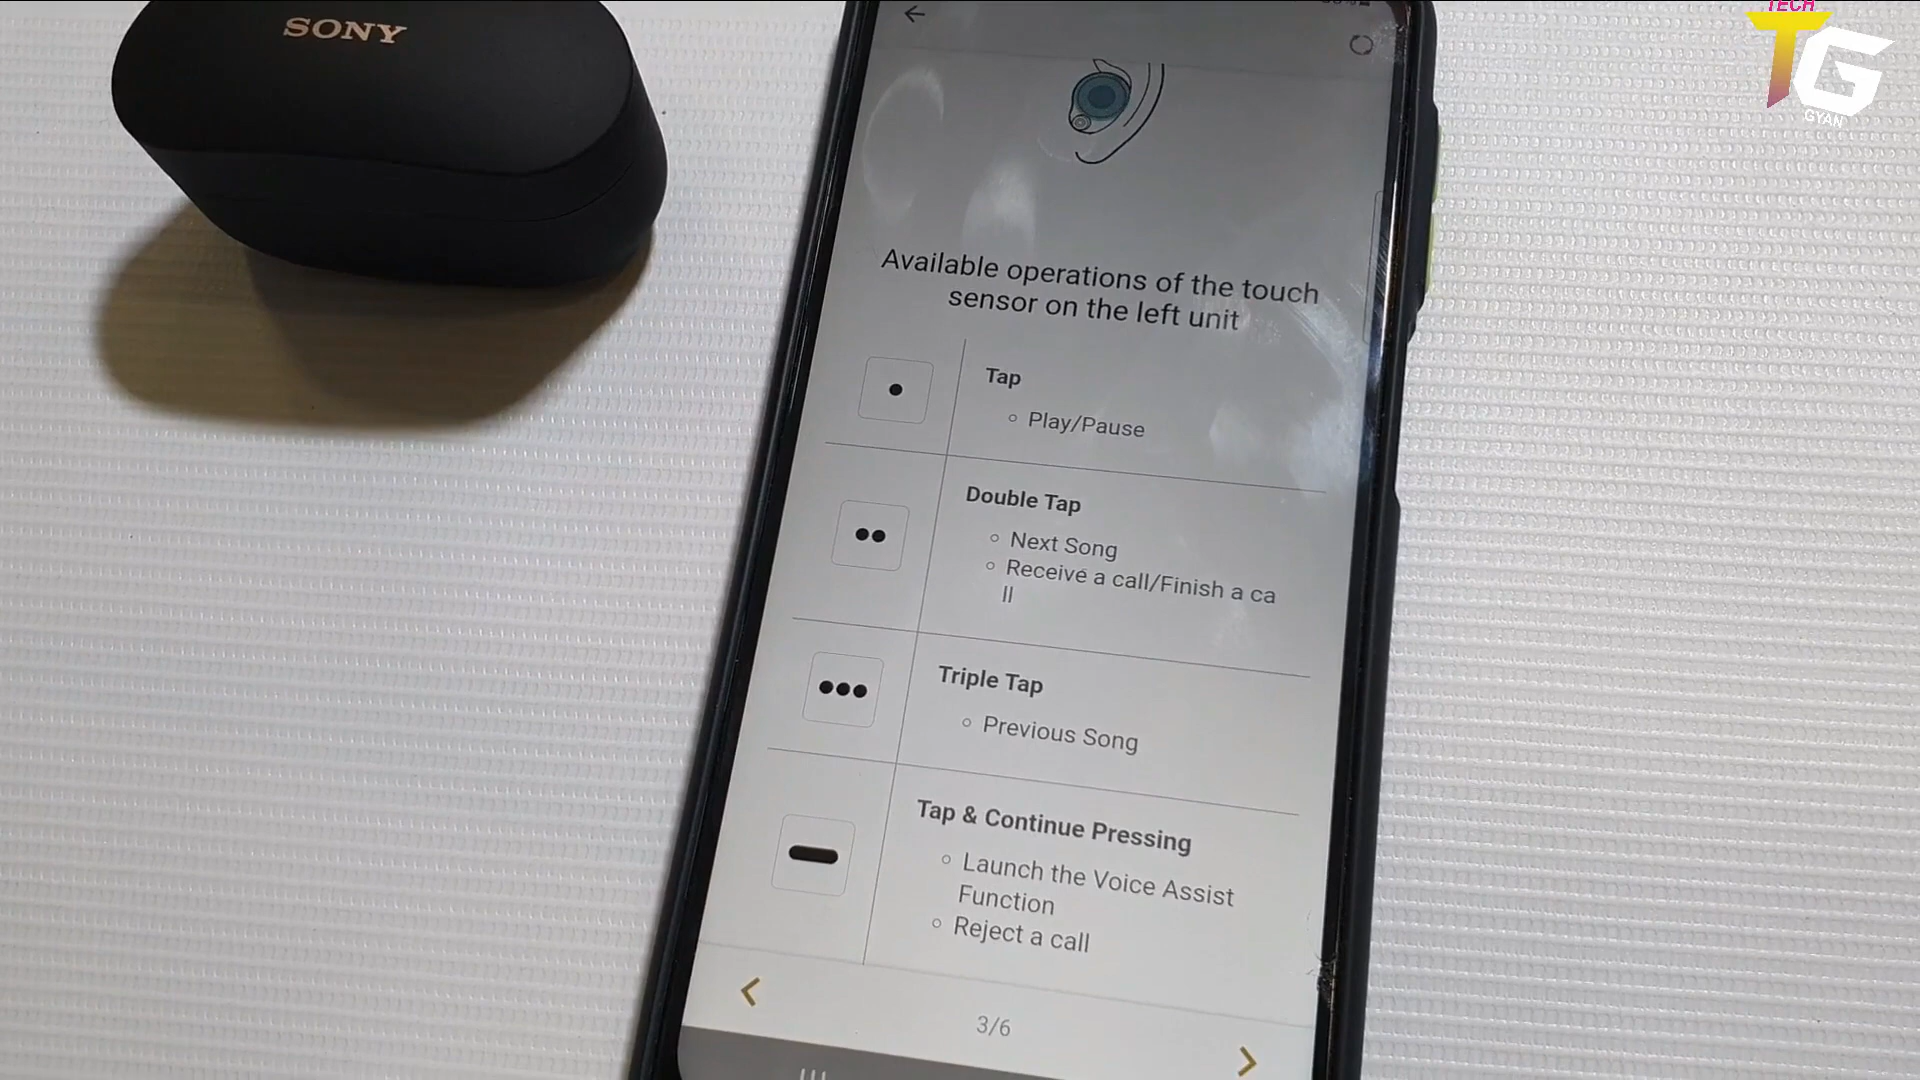 SONY
TECH
TG
GYAN
Available operations of the touch
sensor on the left unit
Tap
Play/Pause
Double Tap
Next Song
Receive a call/Finish a ca
ll
Triple Tap
Previous Song
Tap & Continue Pressing
Launch the Voice Assist
Function
Reject a call
3/6